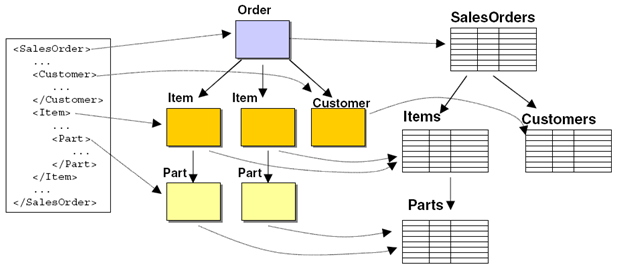 <SalesOrder>
...
<Customer>
...
</Customer>
<Item>
...
<Part>
...
</Part>
</Item>
...
</SalesOrder>
Order
Item
Item
Customer
Part
Part
SalesOrders
Items
Customers
Parts